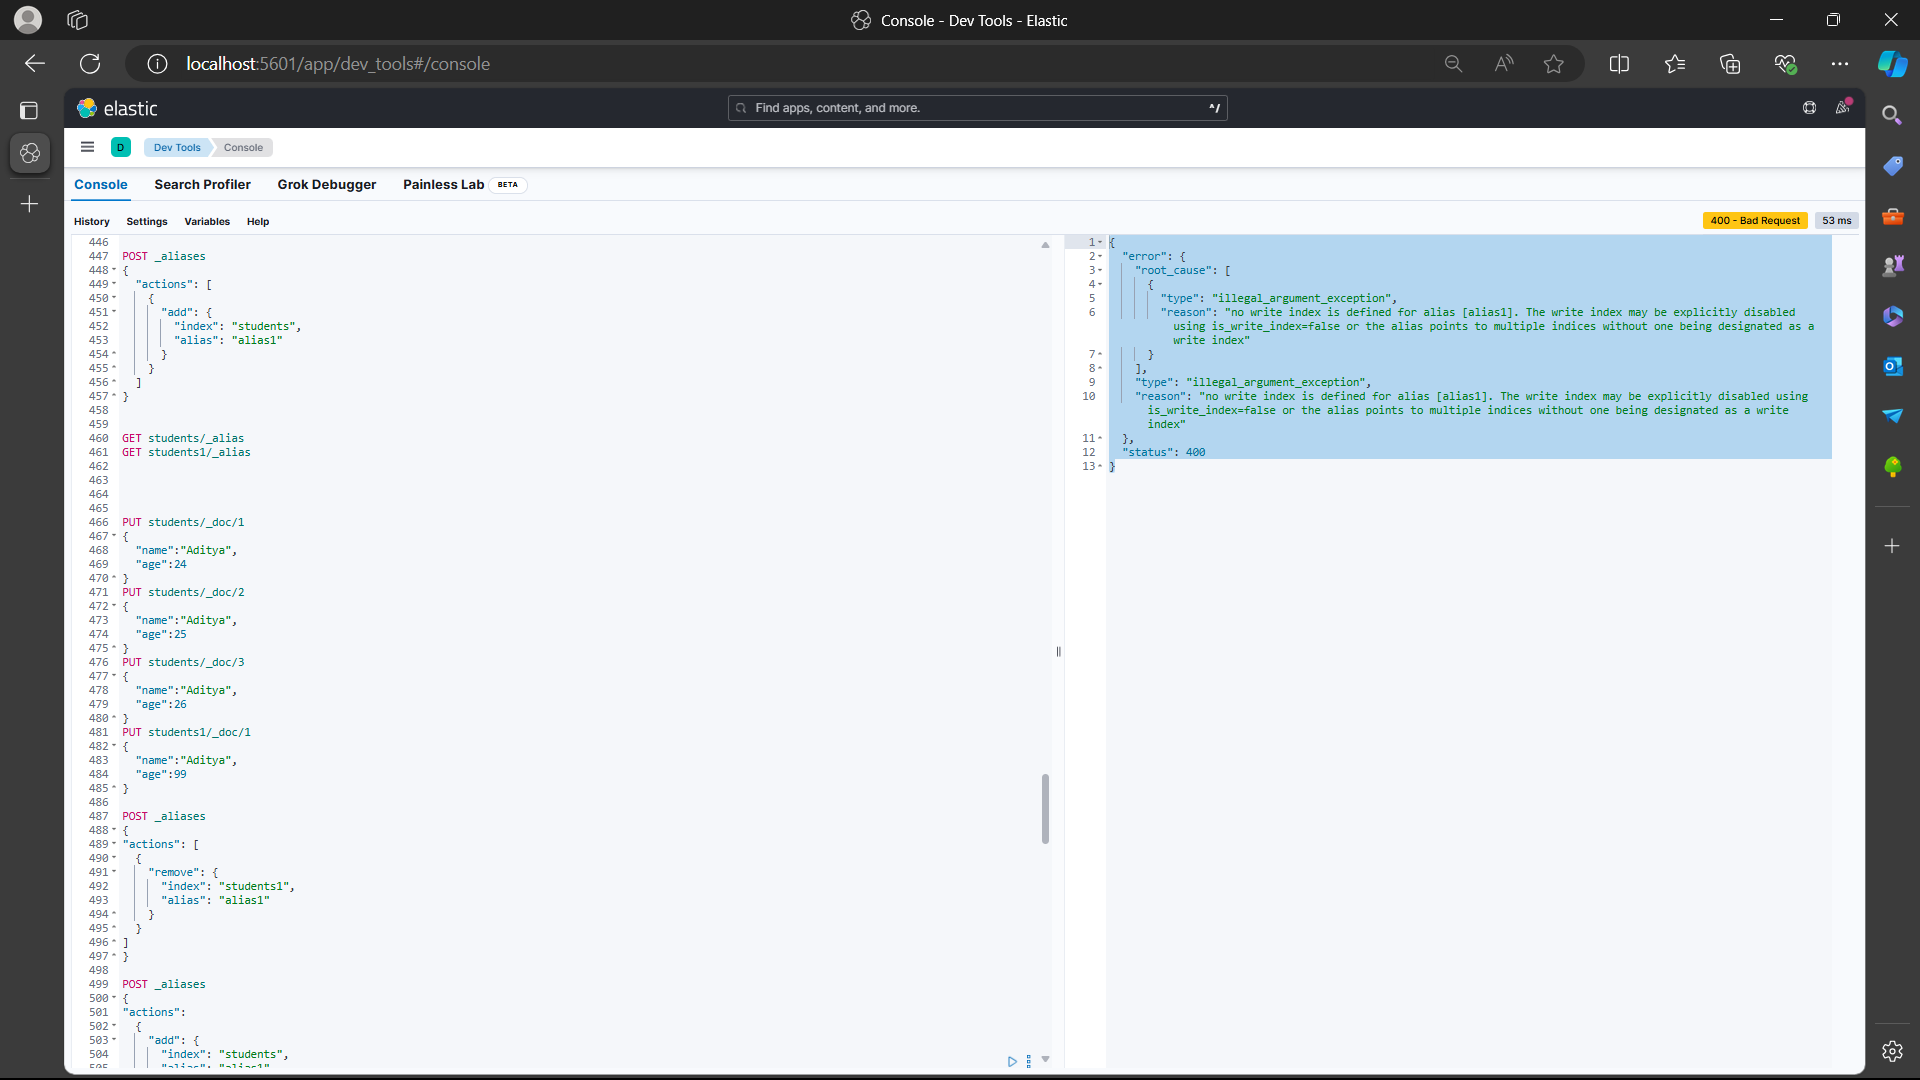 Console - Dev Tools - Elastic
localhost:5601/app/dev_tools#/console
elastic
Find apps, content, and more.
^/
D
Dev Tools
Console
Console
Search Profiler
Grok Debugger
Painless Lab
BETA
History
Settings
Variables
Help
400 - Bad Request
53 ms
446
447 POST _aliases
448 {
449 "actions": [
450 {
451 "add": {
452 "index": "students",
453 "alias": "alias1"
454 }
455 }
456 ]
457 }
458
459
460 GET students/_alias
461 GET students1/_alias
462
463
464
465
466 PUT students/_doc/1
467 {
468 "name":"Aditya",
469 "age":24
470 }
471 PUT students/_doc/2
472 {
473 "name":"Aditya",
474 "age":25
475 }
476 PUT students/_doc/3
477 {
478 "name":"Aditya",
479 "age":26
480 }
481 PUT students1/_doc/1
482 {
483 "name":"Aditya",
484 "age":99
485 }
486
487 POST _aliases
488 {
489 "actions": [
490 {
491 "remove": {
492 "index": "students1",
493 "alias": "alias1"
494 }
495 }
496 ]
497 }
498
499 POST _aliases
500 {
501 "actions":
502 {
503 "add": {
504 "index": "students",
505 "alias": "alias1"
1 {
2 "error": {
3 "root_cause": [
4 {
5 "type": "illegal_argument_exception",
6 "reason": "no write index is defined for alias [alias1]. The write index may be explicitly disabled
using is_write_index=false or the alias points to multiple indices without one being designated as a
write index"
7 }
8 ],
9 "type": "illegal_argument_exception",
10 "reason": "no write index is defined for alias [alias1]. The write index may be explicitly disabled using
is_write_index=false or the alias points to multiple indices without one being designated as a write
index"
11 },
12 "status": 400
13 }